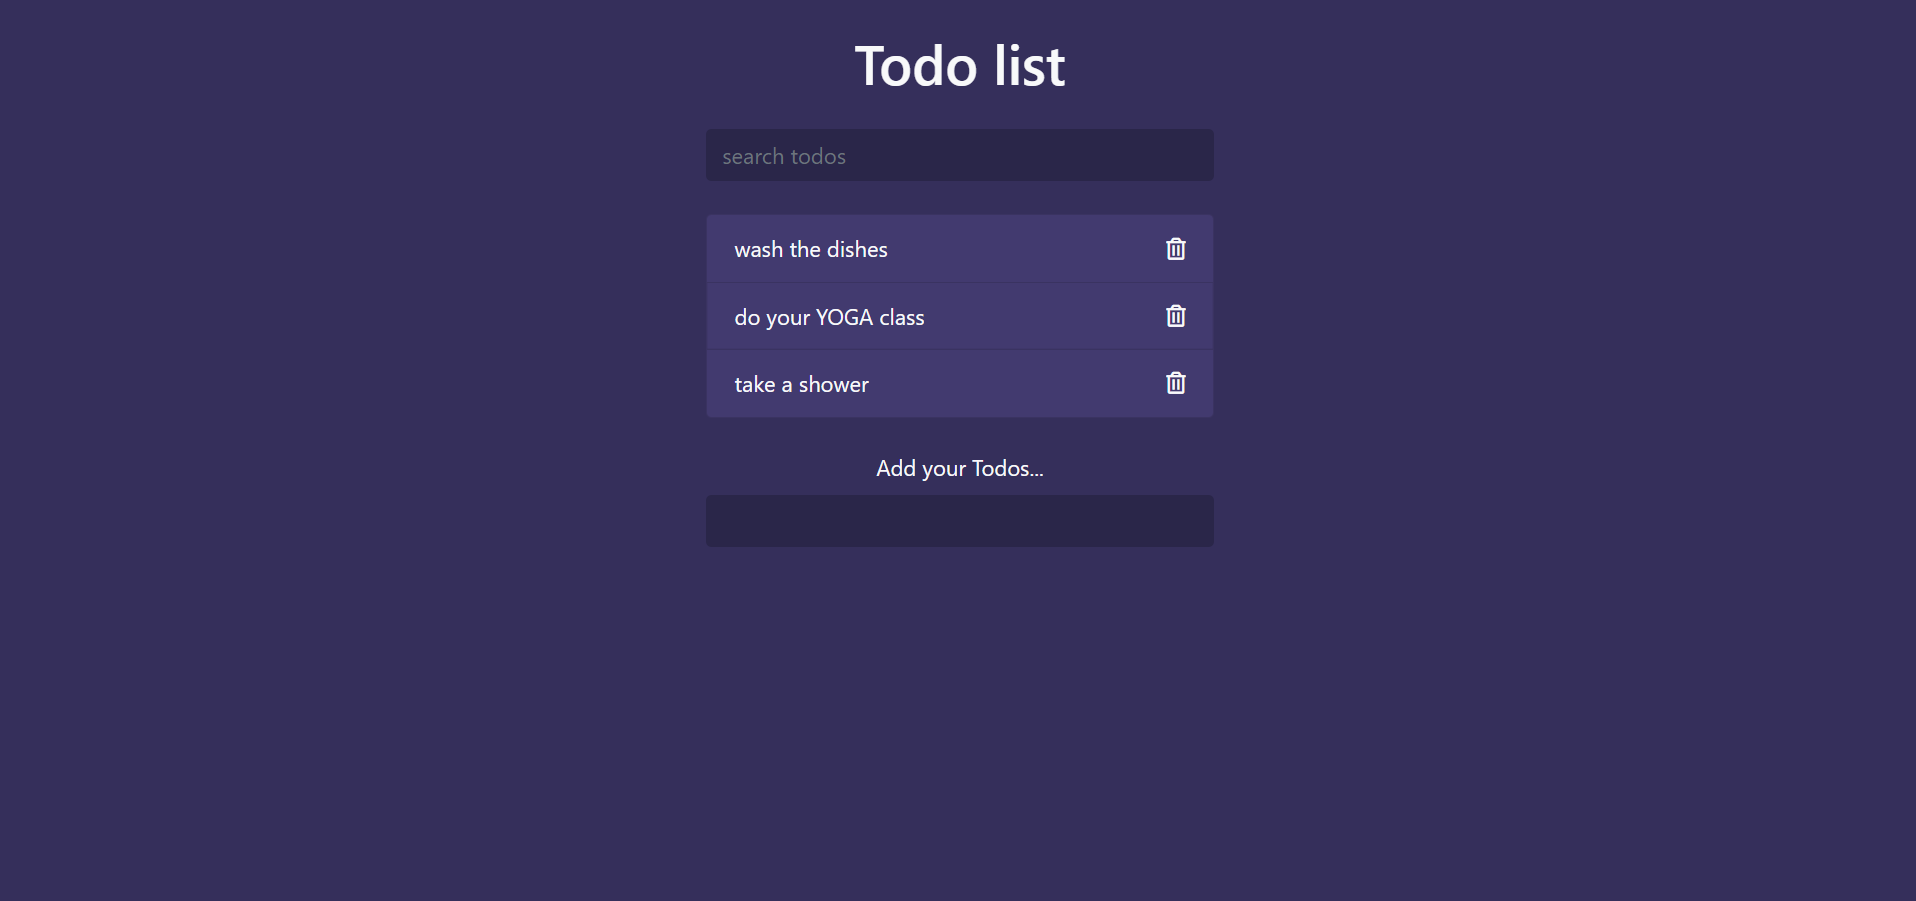 Todo list
search todos
wash the dishes
do your YOGA class
take a shower
Add your Todos...